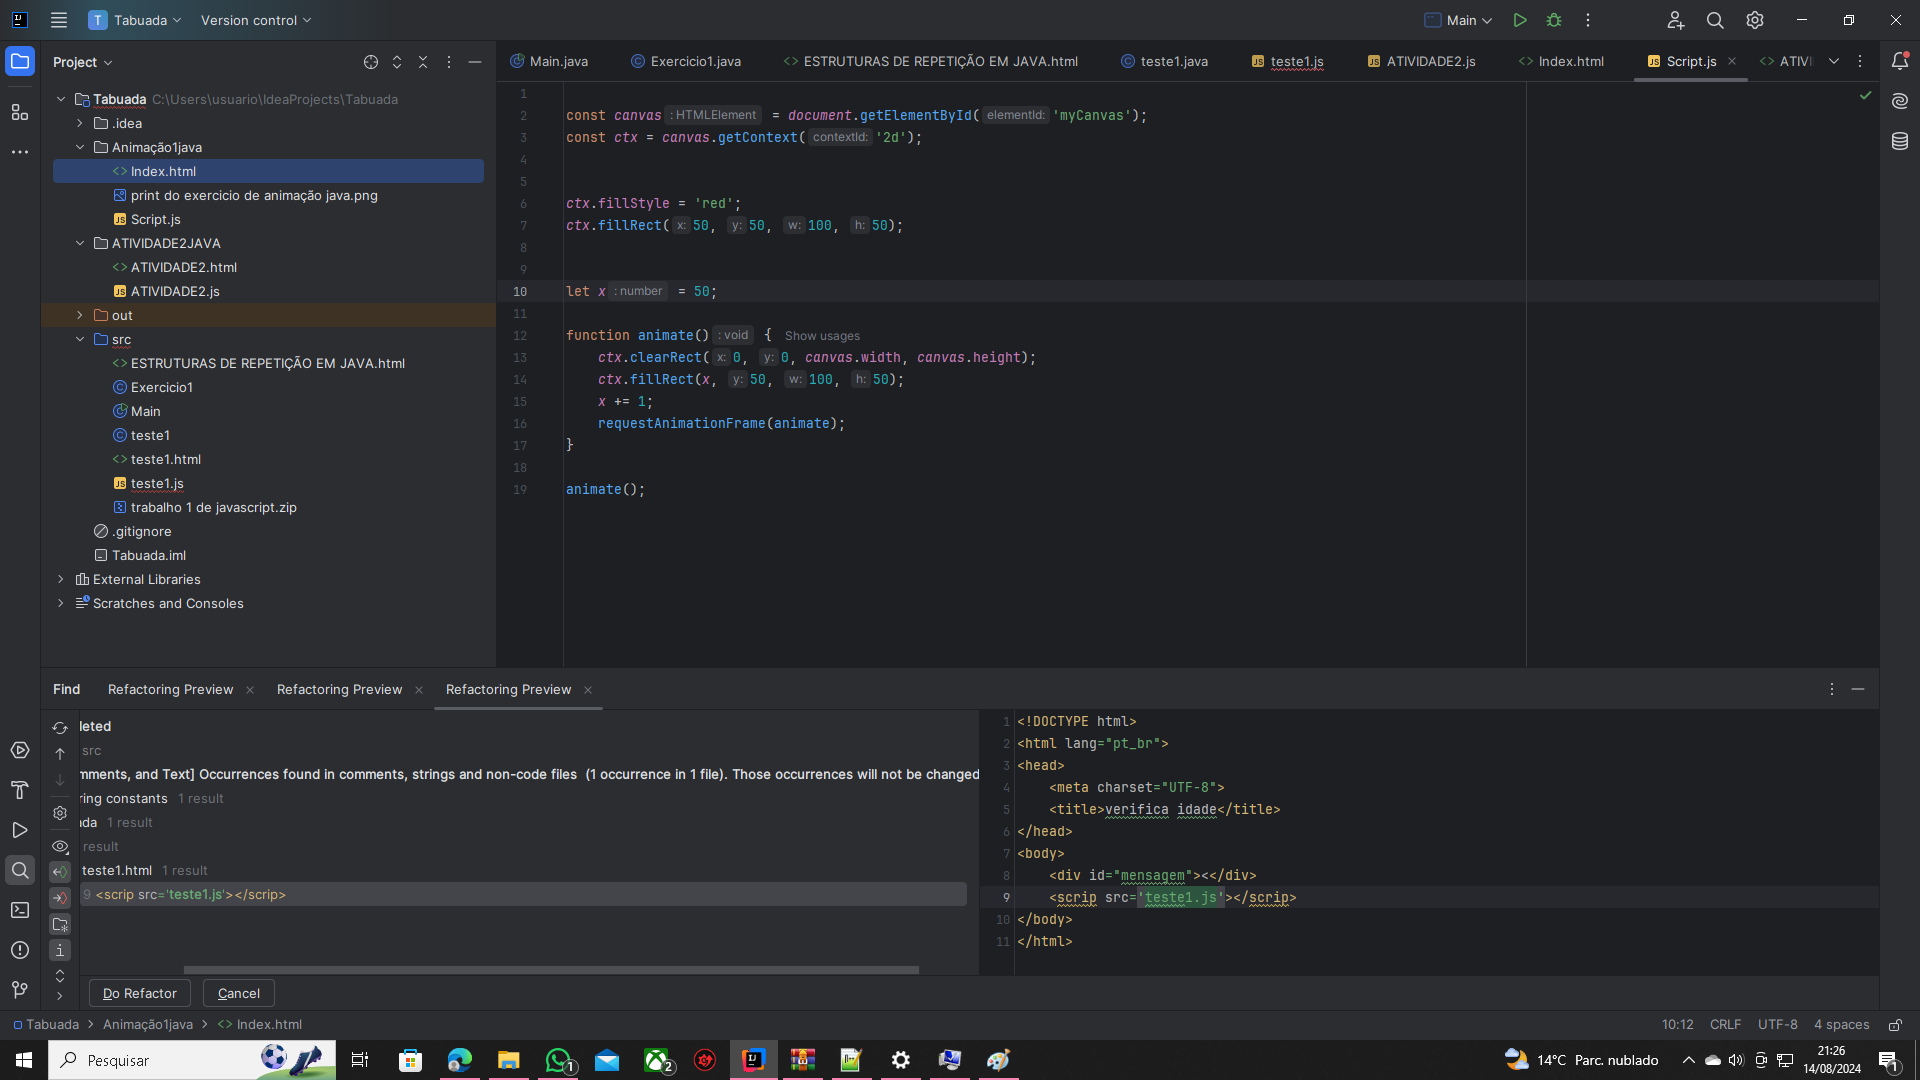 Tabuada
Version control
Main
Project
Main.java
Exercicio1.java
ESTRUTURAS DE REPETIÇÃO EM JAVA.html
teste1.java
teste1.js
ATIVIDADE2.js
Index.html
Script.js
Tabuada C:\Users\usuario\IdeaProjects\Tabuada
.idea
Animação1java
Index.html
print do exercicio de animação java.png
Script.js
ATIVIDADE2JAVA
ATIVIDADE2.html
ATIVIDADE2.js
out
src
ESTRUTURAS DE REPETIÇÃO EM JAVA.html
Exercicio1
Main
teste1
teste1.html
teste1.js
trabalho 1 de javascript.zip
.gitignore
Tabuada.iml
External Libraries
Scratches and Consoles
1
2 const canvas : HTMLElement = document.getElementById( elementId: 'myCanvas');
3 const ctx = canvas.getContext( contextId: '2d');
4
5
6 ctx.fillStyle = 'red';
7 ctx.fillRect( x: 50, y: 50, w: 100, h: 50);
8
9
10 let x : number = 50;
11
12 function animate() : void { Show usages
13 ctx.clearRect( x: 0, y: 0, canvas.width, canvas.height);
14 ctx.fillRect(x, y: 50, w: 100, h: 50);
15 x += 1;
16 requestAnimationFrame(animate);
17 }
18
19 animate();
Find
Refactoring Preview
Refactoring Preview
Refactoring Preview
src
Occurrences found in comments, strings and non-code files (1 occurrence in 1 file). Those occurrences will not be changed
constants 1 result
1 result
result
teste1.html 1 result
9 <scrip src='teste1.js'></scrip>
1 <!DOCTYPE html>
2 <html lang="pt_br">
3 <head>
4 <meta charset="UTF-8">
5 <title>verifica idade</title>
6 </head>
7 <body>
8 <div id="mensagem"><</div>
9 <scrip src='teste1.js'></scrip>
10 </body>
11 </html>
Do Refactor
Cancel
Tabuada > Animação1java > Index.html
10:12 CRLF UTF-8 4 spaces
Pesquisar
14°C Parc. nublado
21:26
14/08/2024